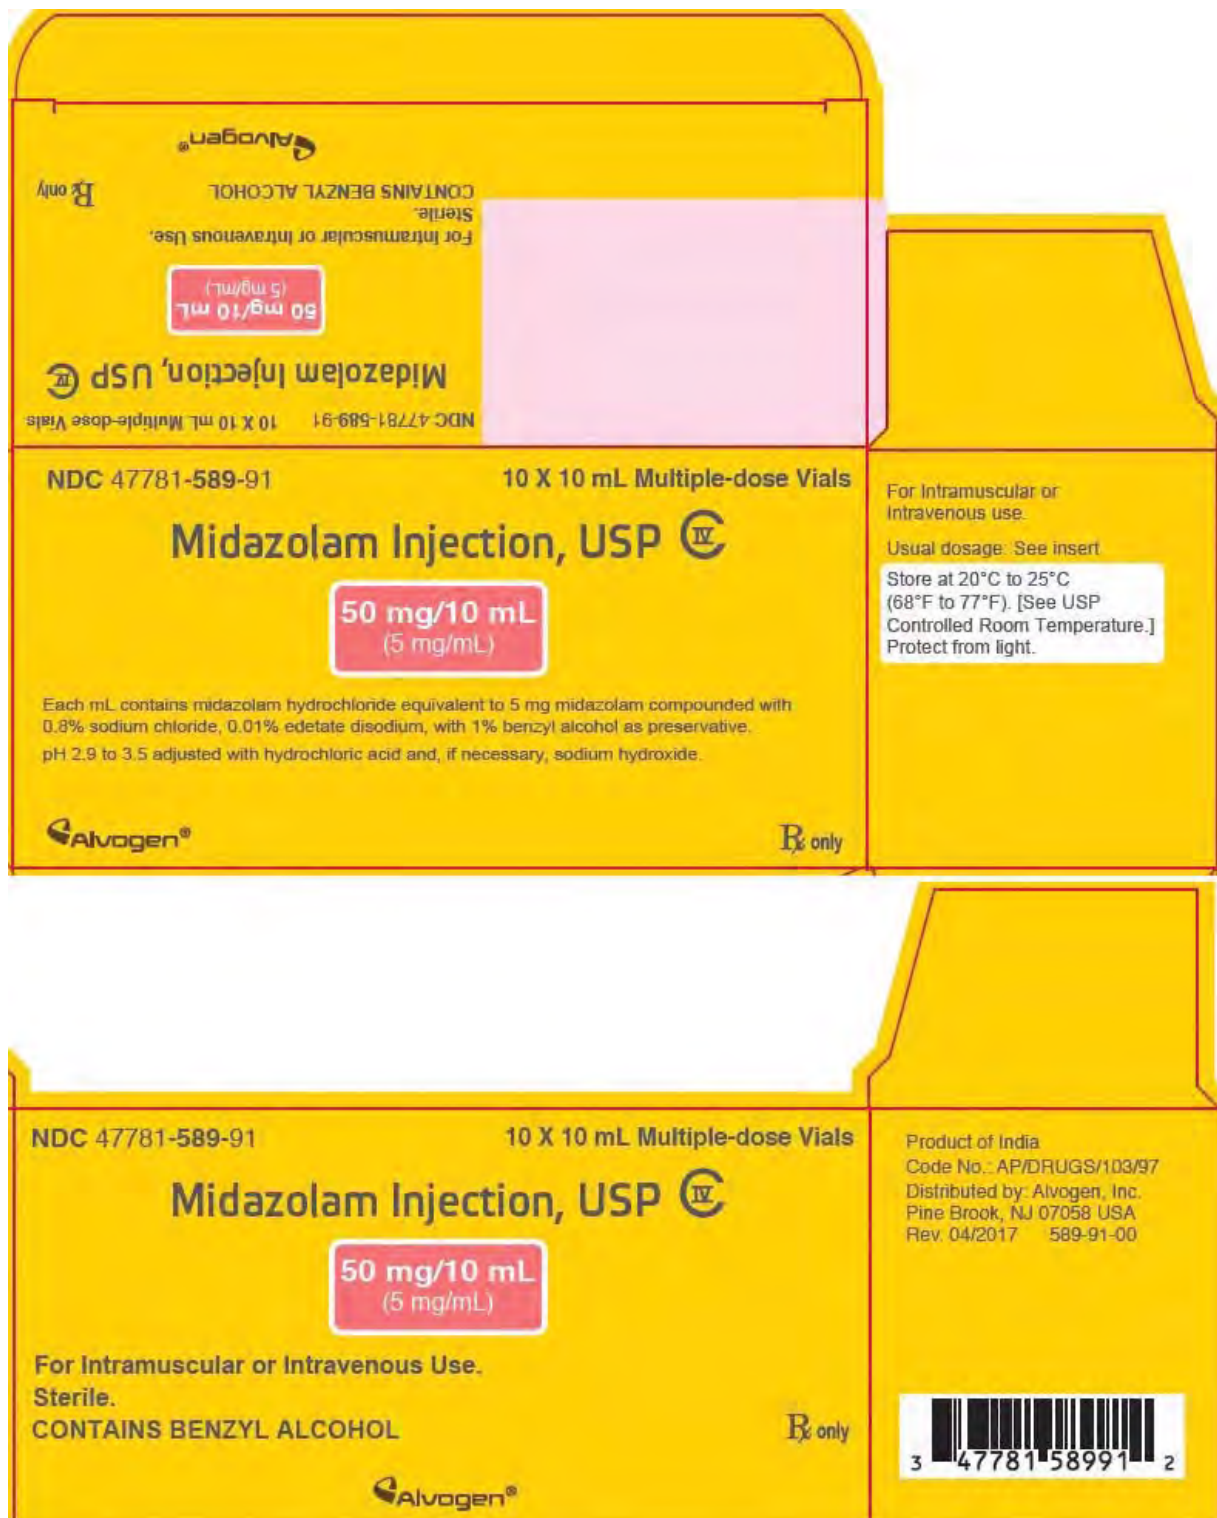 Alvogen®
CONTAINS BENZYL ALCOHOL
Rx only
Sterile.
For Intramuscular or Intravenous Use.
50 mg/10 mL
(5 mg/mL)
Midazolam Injection, USP CIV
NDC 47781-589-91 10 X 10 mL Multiple-dose Vials
NDC 47781-589-91 10 X 10 mL Multiple-dose Vials
Midazolam Injection, USP CIV
50 mg/10 mL
(5 mg/mL)
Each mL contains midazolam hydrochloride equivalent to 5 mg midazolam compounded with
0.8% sodium chloride, 0.01% edetate disodium, with 1% benzyl alcohol as preservative.
pH 2.9 to 3.5 adjusted with hydrochloric acid and, if necessary, sodium hydroxide.
Alvogen®
Rx only
For Intramuscular or
Intravenous use.
Usual dosage: See insert
Store at 20°C to 25°C
(68°F to 77°F). [See USP
Controlled Room Temperature.]
Protect from light.
NDC 47781-589-91 10 X 10 mL Multiple-dose Vials
Midazolam Injection, USP CIV
50 mg/10 mL
(5 mg/mL)
For Intramuscular or Intravenous Use.
Sterile.
CONTAINS BENZYL ALCOHOL
Rx only
Alvogen®
Product of India
Code No.: AP/DRUGS/103/97
Distributed by: Alvogen, Inc.
Pine Brook, NJ 07058 USA
Rev. 04/2017 589-91-00
3 47781 58991 2